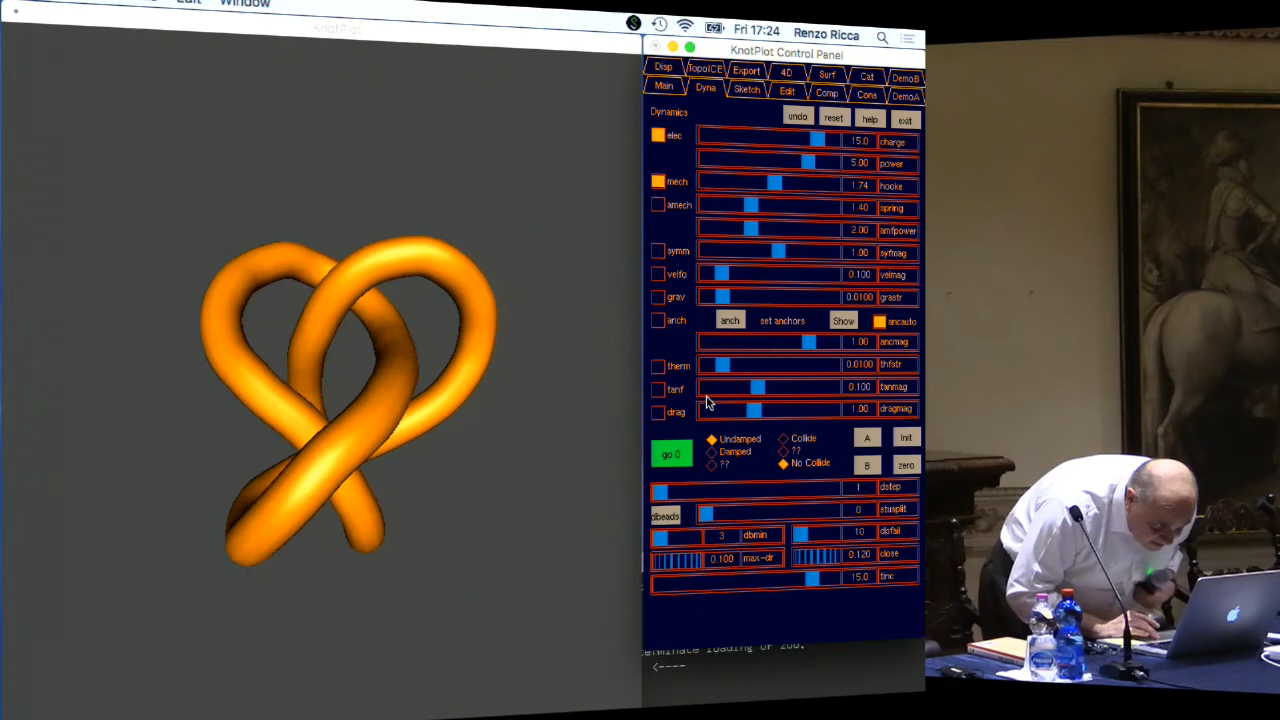 Edit Window
KnotPlot
Fri 17:24 Renzo Ricca
KnotPlot Control Panel
Disp TopoICE Export 4D Surf Cat DemoB
Main Dyna Sketch Edit Comp Cons DemoA
Dynamics undo reset help exit
elec 15.0 charge
5.00 power
mech 1.74 hooke
amech 1.40 spring
2.00 amfpower
symm 1.00 syfmag
velfo 0.100 velmag
grav 0.0100 grastr
anch anch set anchors Show ancauto
1.00 ancmag
therm 0.0100 thfstr
tanf 0.100 tanmag
drag 1.00 dragmag
go 0 Undamped Collide A Init
Damped ??
?? No Collide B zero
1 dstep
dbeads 0 stusplit
3 dbmin 10 dbfail
0.100 max-dr 0.120 close
15.0 tinc
erminate loading of 200.
<----